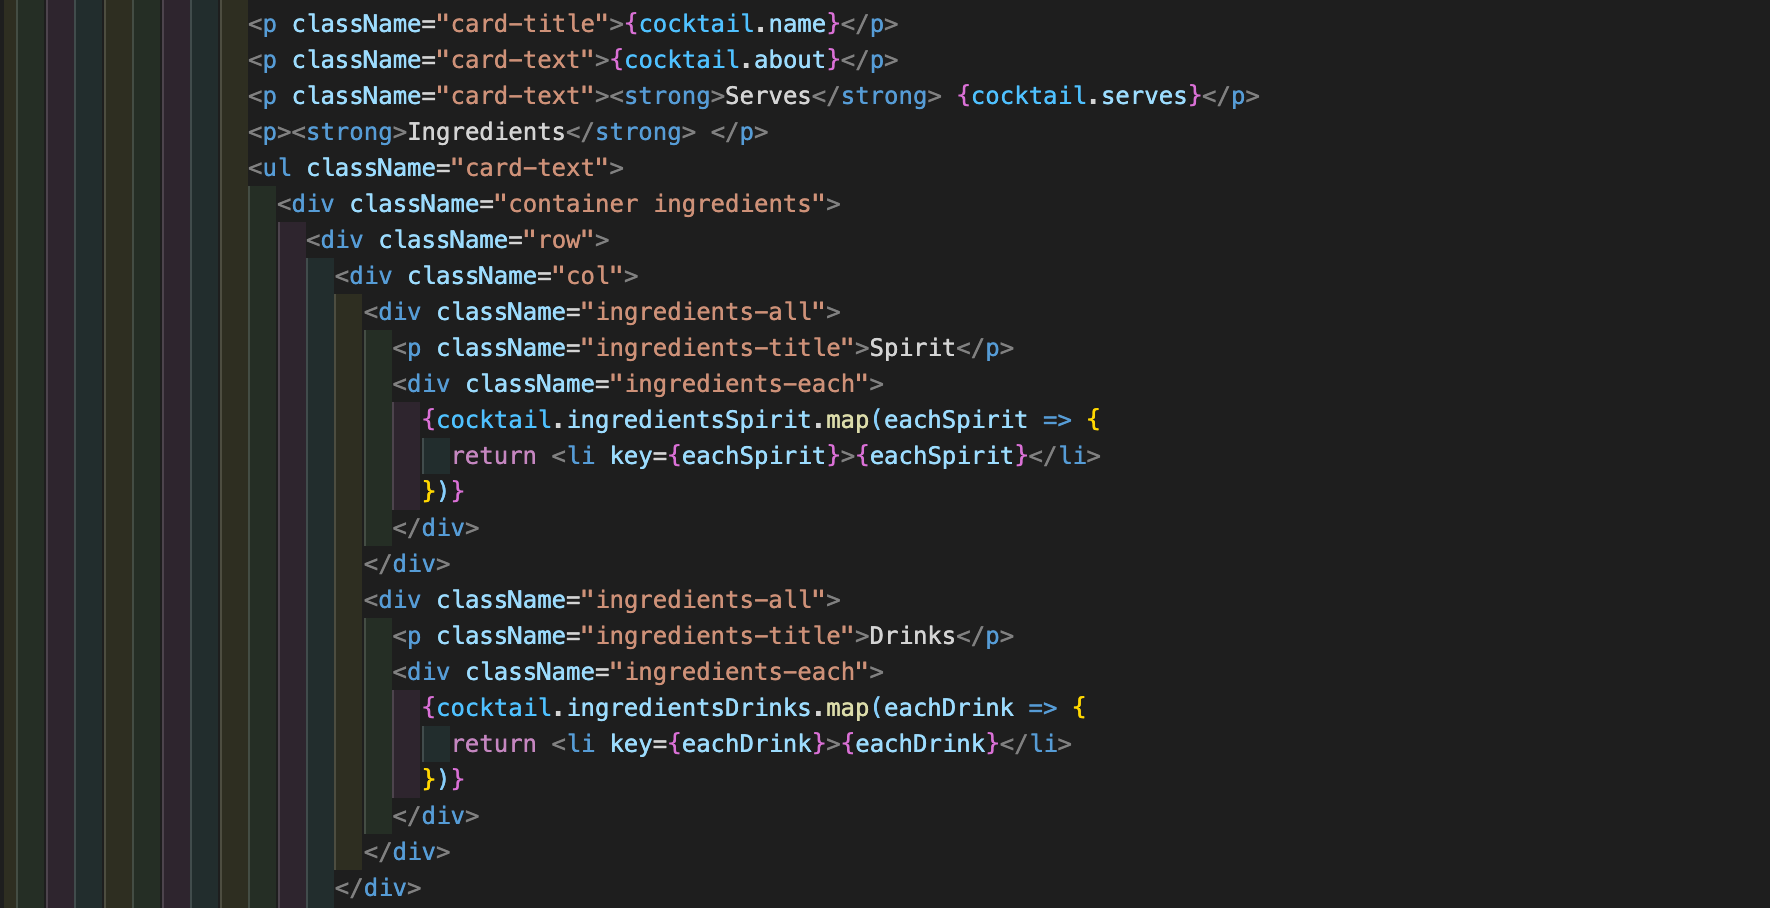 <p className="card-title">{cocktail.name}</p>
<p className="card-text">{cocktail.about}</p>
<p className="card-text"><strong>Serves</strong> {cocktail.serves}</p>
<p><strong>Ingredients</strong> </p>
<ul className="card-text">
<div className="container ingredients">
<div className="row">
<div className="col">
<div className="ingredients-all">
<p className="ingredients-title">Spirit</p>
<div className="ingredients-each">
{cocktail.ingredientsSpirit.map(eachSpirit => {
return <li key={eachSpirit}>{eachSpirit}</li>
})}
</div>
</div>
<div className="ingredients-all">
<p className="ingredients-title">Drinks</p>
<div className="ingredients-each">
{cocktail.ingredientsDrinks.map(eachDrink => {
return <li key={eachDrink}>{eachDrink}</li>
})}
</div>
</div>
</div>